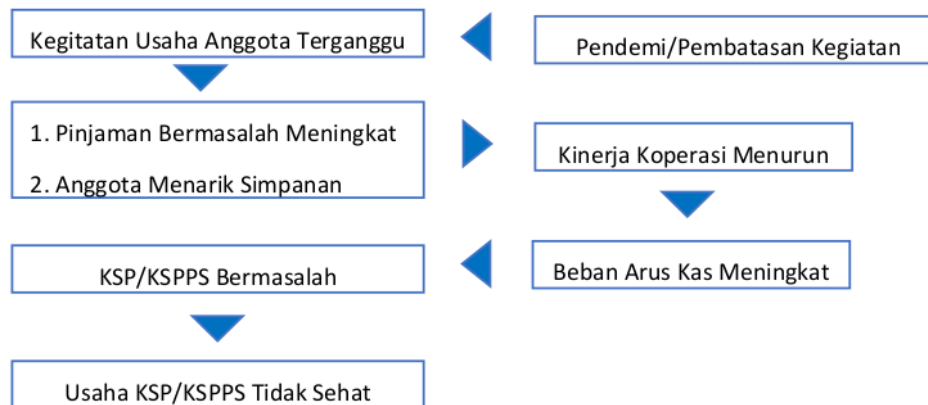 Kegitatan Usaha Anggota Terganggu
Pendemi/Pembatasan Kegiatan
1. Pinjaman Bermasalah Meningkat
2. Anggota Menarik Simpanan
Kinerja Koperasi Menurun
KSP/KSPPS Bermasalah
Beban Arus Kas Meningkat
Usaha KSP/KSPPS Tidak Sehat